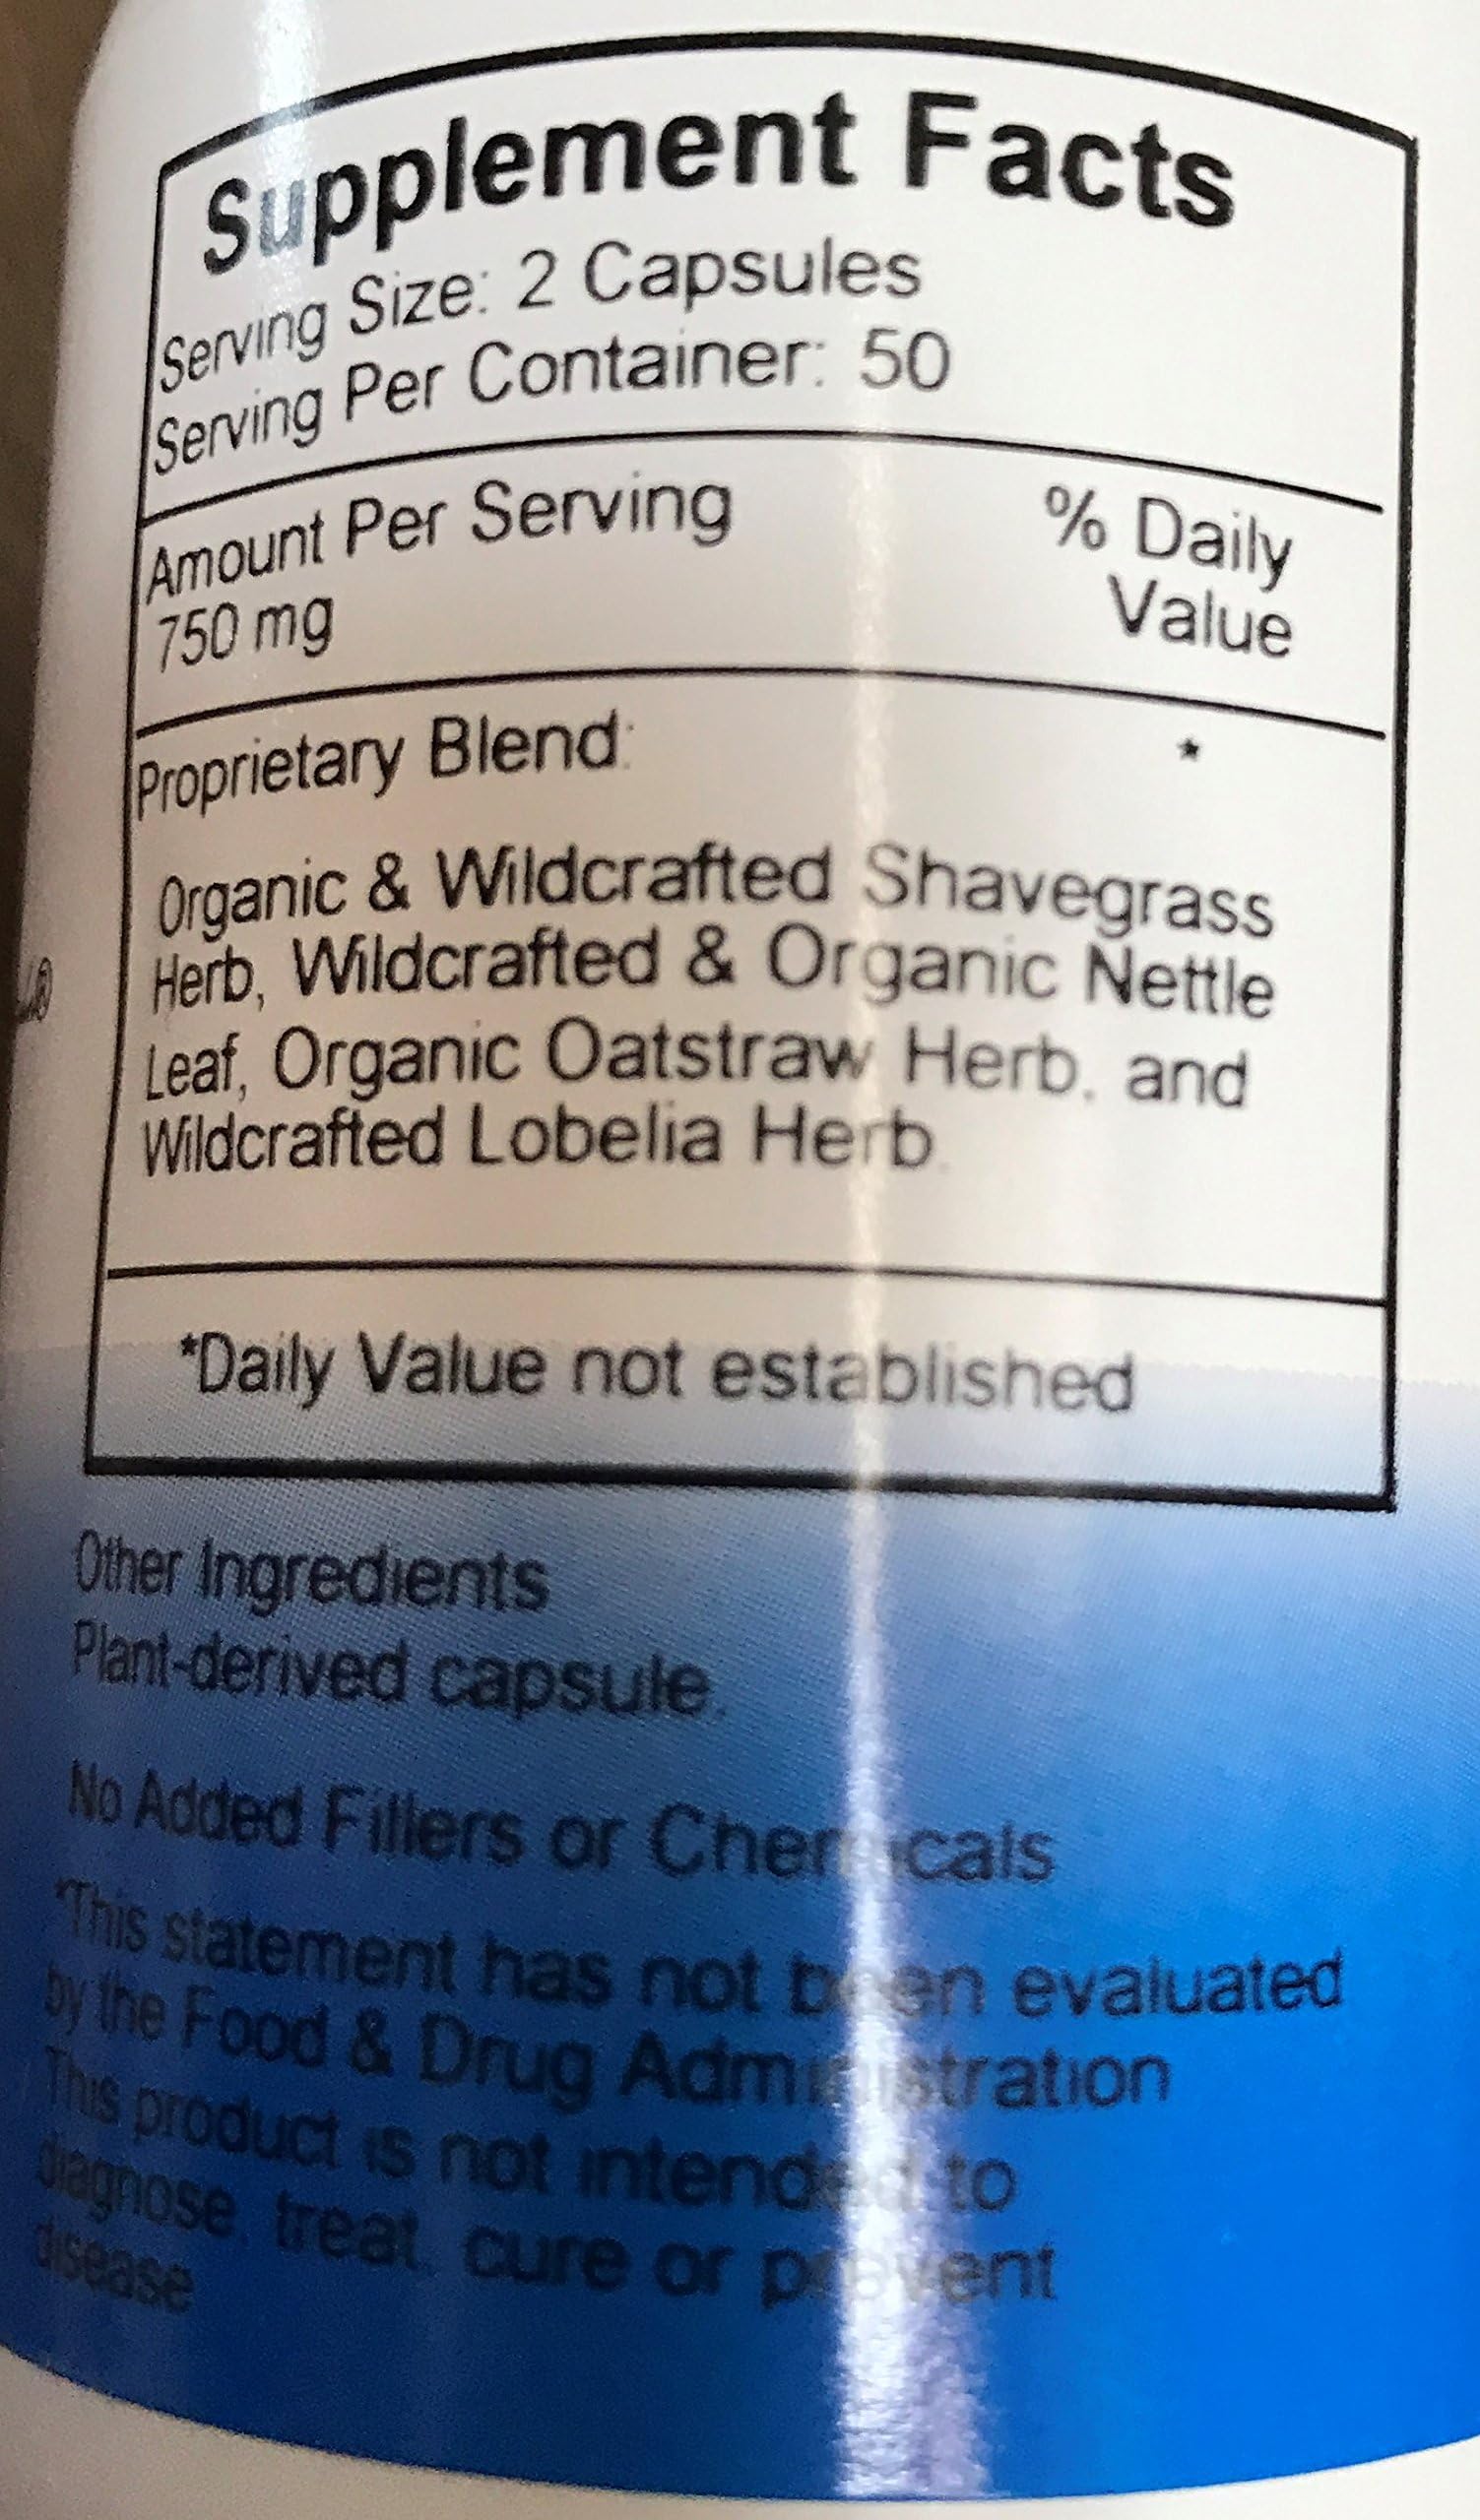 Supplement Facts
Serving Size: 2 Capsules
Serving Per Container: 50
Amount Per Serving % Daily
750 mg Value
Proprietary Blend: *
Organic & Wildcrafted Shavegrass
Herb, Wildcrafted & Organic Nettle
Leaf, Organic Oatstraw Herb, and
Wildcrafted Lobelia Herb.
*Daily Value not established
Other Ingredients
Plant-derived capsule.
No Added Fillers or Chemicals
*This statement has not been evaluated
by the Food & Drug Administration
This product is not intended to
diagnose, treat, cure or prevent
disease